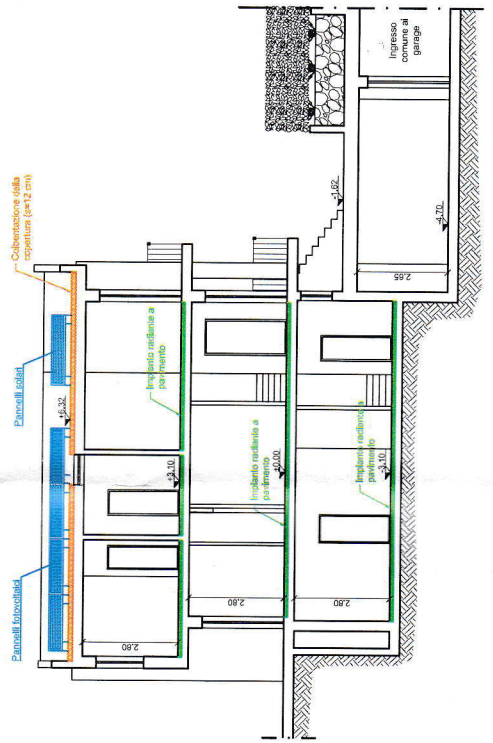 Pannelli fotovoltaici
Pannelli solari
Coibentazione della
copertura (s=12 cm)
+6,32
2.80
+3,10
Impianto radiante a
pavimento
2.80
±0,00
Impianto radiante a
pavimento
2.80
-3,10
Impianto radiante a
pavimento
-1,62
2.65
-4,70
Ingresso
comune ai
garage